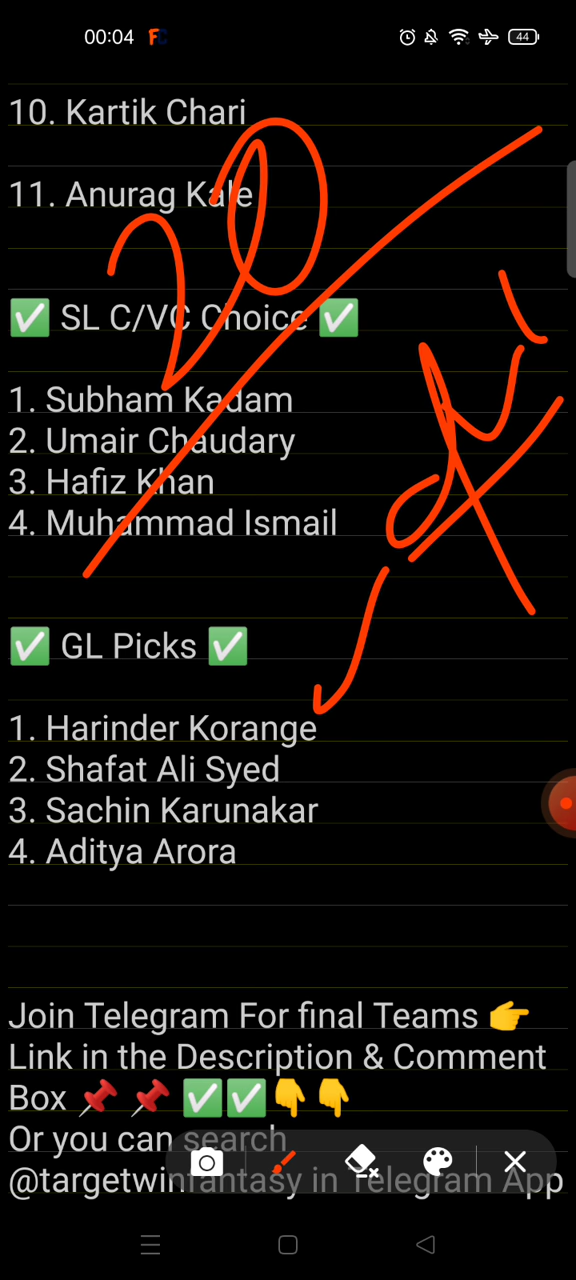 00:04 FC 44
10. Kartik Chari
11. Anurag Kale
✅ SL C/VC Choice ✅
1. Subham Kadam
2. Umair Chaudary
3. Hafiz Khan
4. Muhammad Ismail
✅ GL Picks ✅
1. Harinder Korange
2. Shafat Ali Syed
3. Sachin Karunakar
4. Aditya Arora
Join Telegram For final Teams 👉
Link in the Description & Comment
Box 📌 📌 ✅✅👇👇
Or you can search
@targetwinfantasy in Telegram App